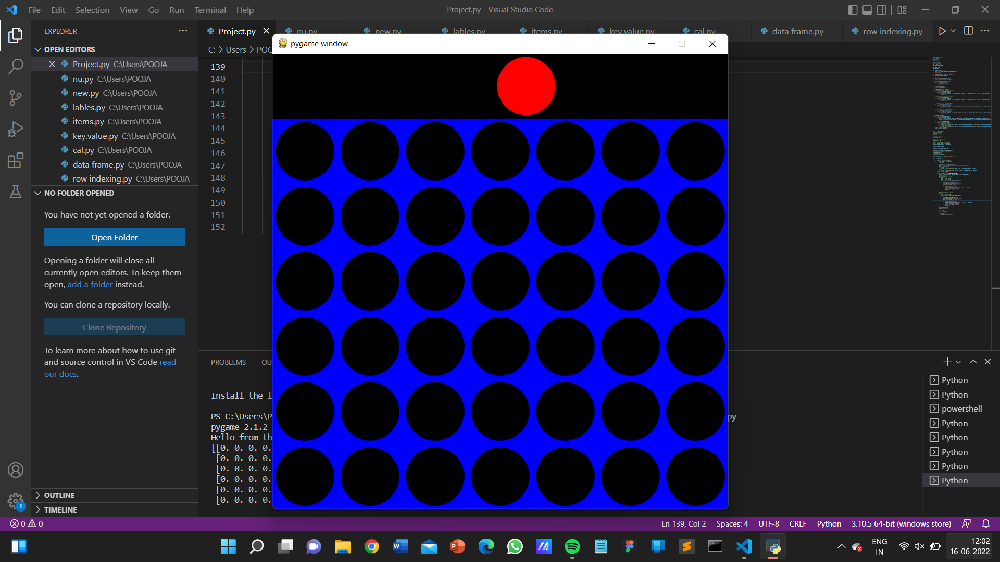 File Edit Selection View Go Run Terminal Help
Project.py - Visual Studio Code
EXPLORER
Project.py nu.py new.py lables.py items.py key,value.py cal.py data frame.py row indexing.py
pygame window
OPEN EDITORS
C: > Users > POO
Project.py C:\Users\POOJA
nu.py C:\Users\POOJA
new.py C:\Users\POOJA
lables.py C:\Users\POOJA
items.py C:\Users\POOJA
key,value.py C:\Users\POOJA
cal.py C:\Users\POOJA
data frame.py C:\Users\POOJA
row indexing.py C:\Users\POOJA
139
140
141
142
143
144
145
146
147
148
149
150
151
152
NO FOLDER OPENED
You have not yet opened a folder.
Open Folder
Opening a folder will close all
currently open editors. To keep them
open, add a folder instead.
You can clone a repository locally.
Clone Repository
To learn more about how to use git
and source control in VS Code read
our docs.
OUTLINE
TIMELINE
PROBLEMS OU
Install the l
PS C:\Users\P
py
pygame 2.1.2
Hello from th
[[0. 0. 0. 0.
[0. 0. 0. 0.
[0. 0. 0. 0.
[0. 0. 0. 0.
[0. 0. 0. 0.
[0. 0. 0. 0.
Python
Python
powershell
Python
Python
Python
Python
Python
1
0 0
Ln 139, Col 2 Spaces: 4 UTF-8 CRLF Python 3.10.5 64-bit (windows store)
ENG
IN
12:02
16-06-2022